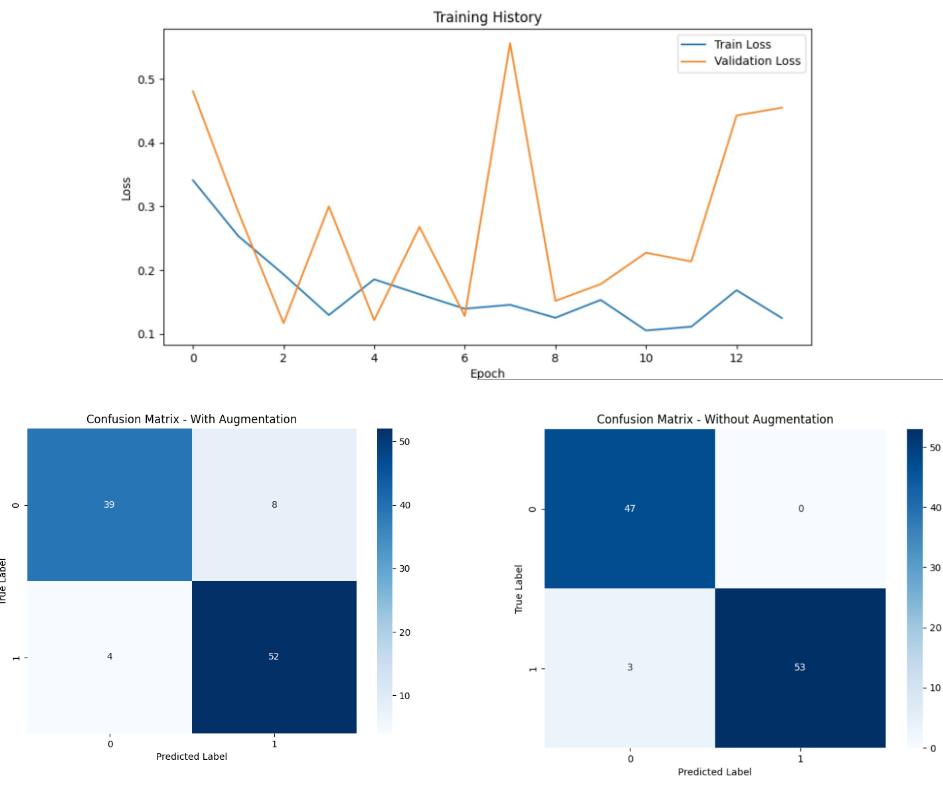 Training History
Train Loss
Validation Loss
0.5
0.4
0.3
0.2
0.1
Loss
0 2 4 6 8 10 12
Epoch
Confusion Matrix - With Augmentation
39 8
4 52
0
1
True Label
0 1
Predicted Label
50
40
30
20
10
Confusion Matrix - Without Augmentation
47 0
3 53
0
1
True Label
0 1
Predicted Label
50
40
30
20
10
0